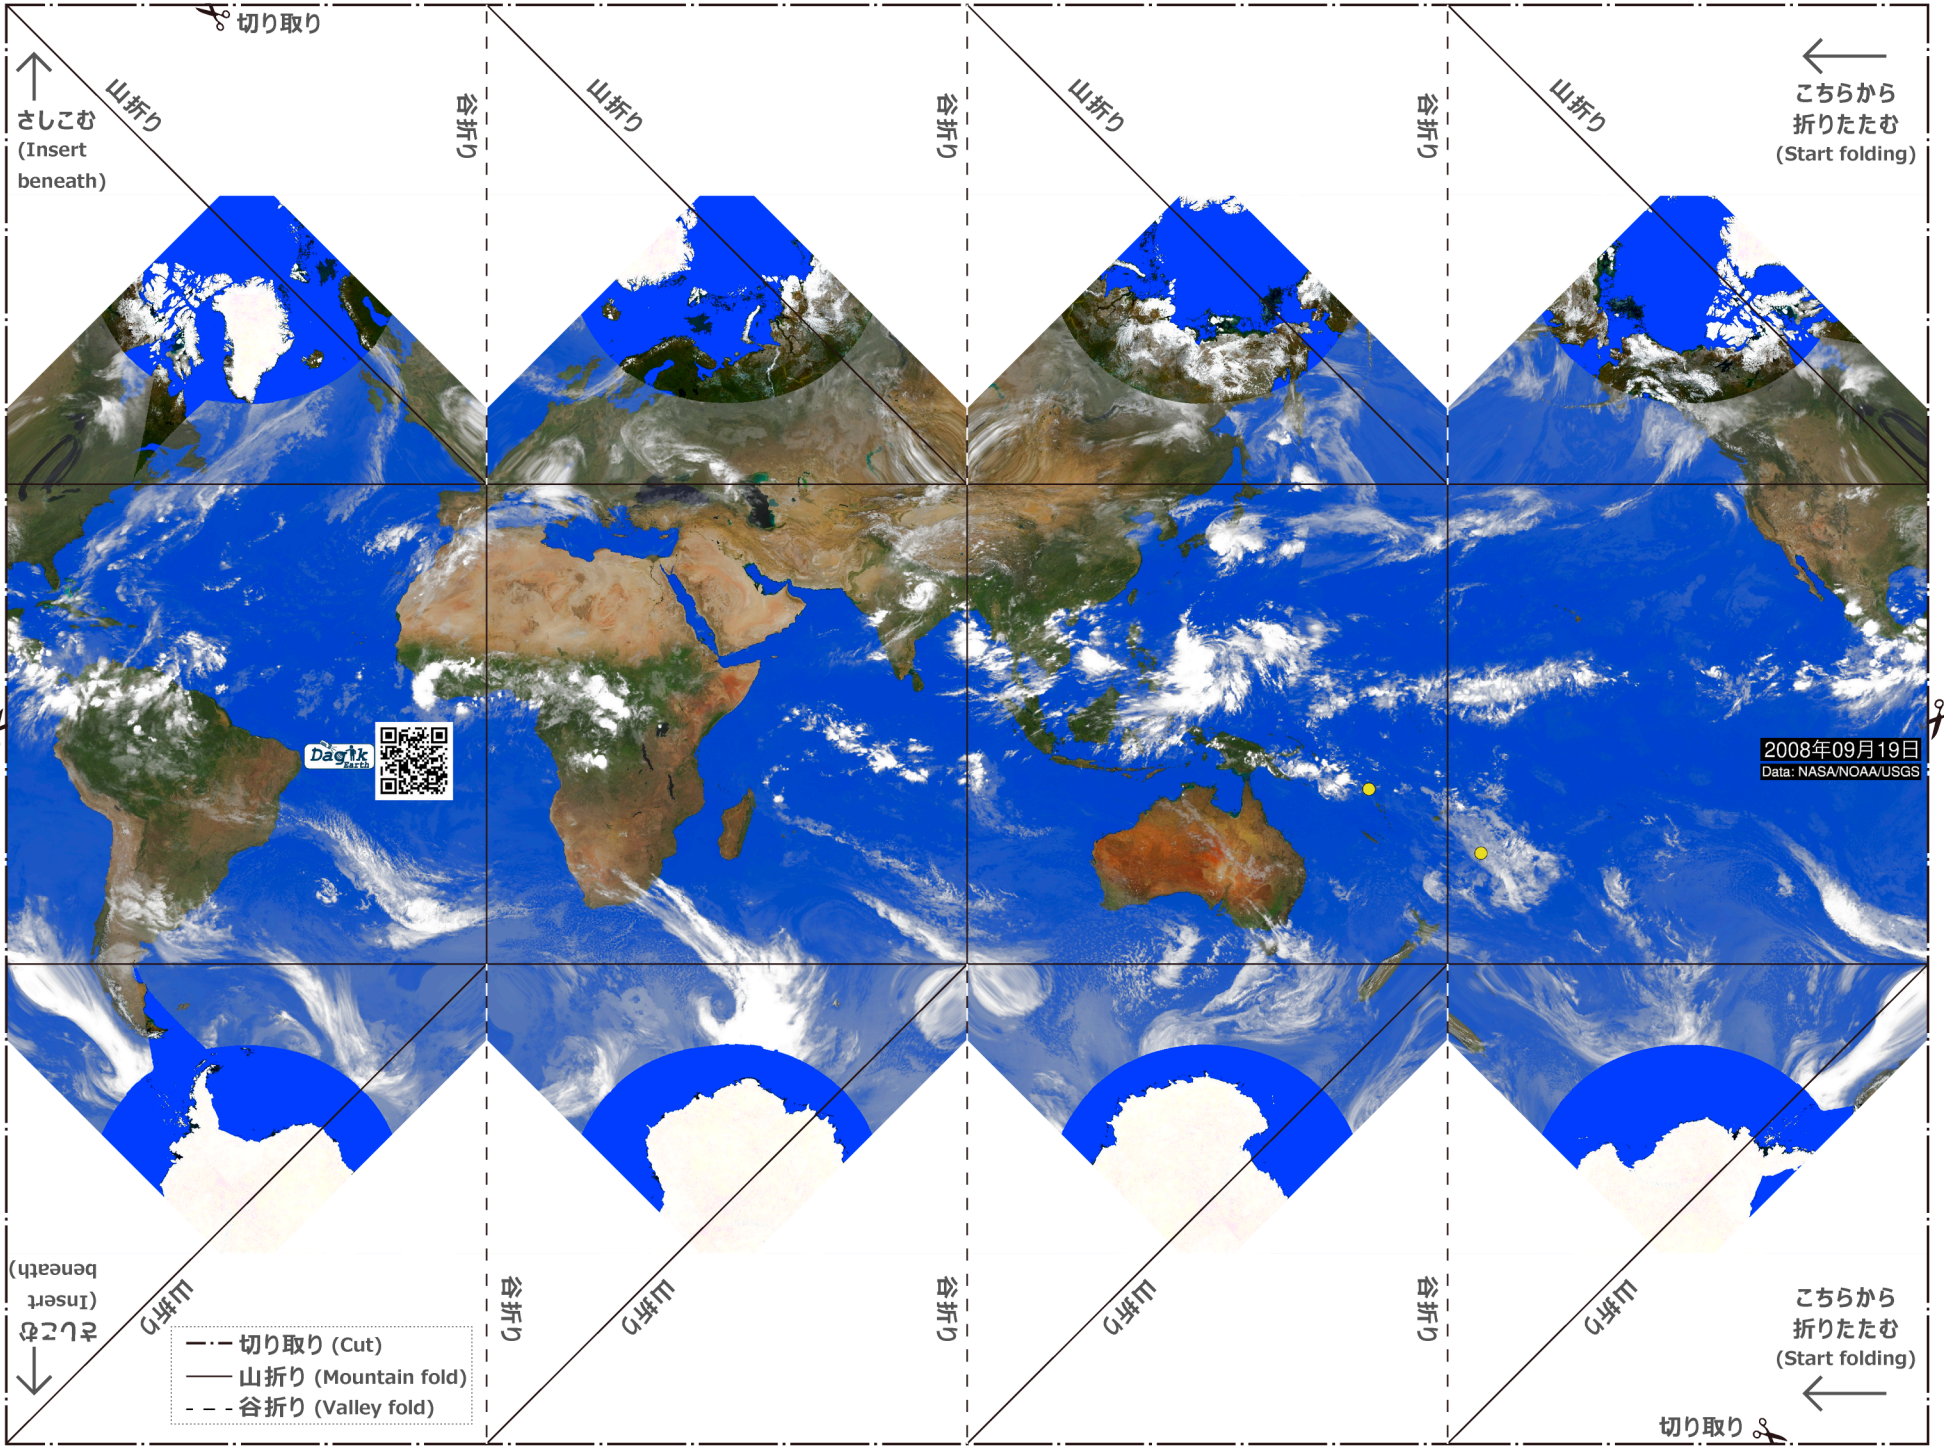 切り取り
さしこむ
(Insert
beneath)
山折り
谷折り
山折り
谷折り
山折り
谷折り
山折り
こちらから
折りたたむ
(Start folding)
Dagik
Earth
2008年09月19日
Data: NASA/NOAA/USGS
さしこむ
(Insert
beneath)
山折り
谷折り
山折り
谷折り
山折り
谷折り
山折り
こちらから
折りたたむ
(Start folding)
切り取り (Cut)
山折り (Mountain fold)
谷折り (Valley fold)
切り取り